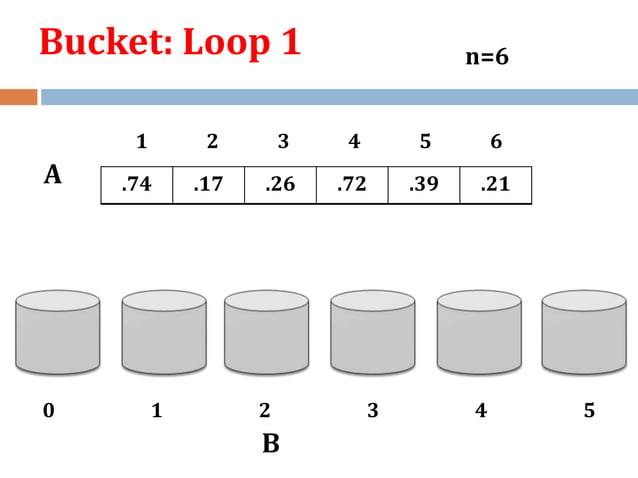 Bucket: Loop 1
n=6
1 2 3 4 5 6
A
.74 .17 .26 .72 .39 .21
0 1 2 3 4 5
B